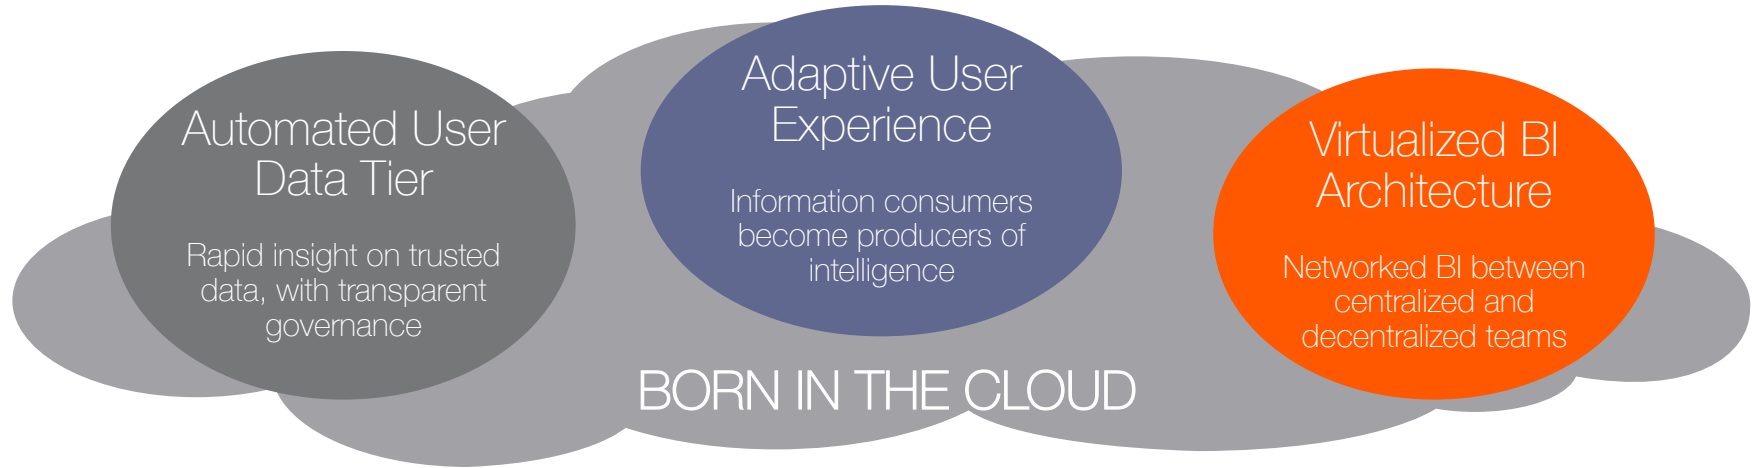 Automated User
Data Tier
Rapid insight on trusted
data, with transparent
governance
Adaptive User
Experience
Information consumers
become producers of
intelligence
Virtualized BI
Architecture
Networked BI between
centralized and
decentralized teams
BORN IN THE CLOUD